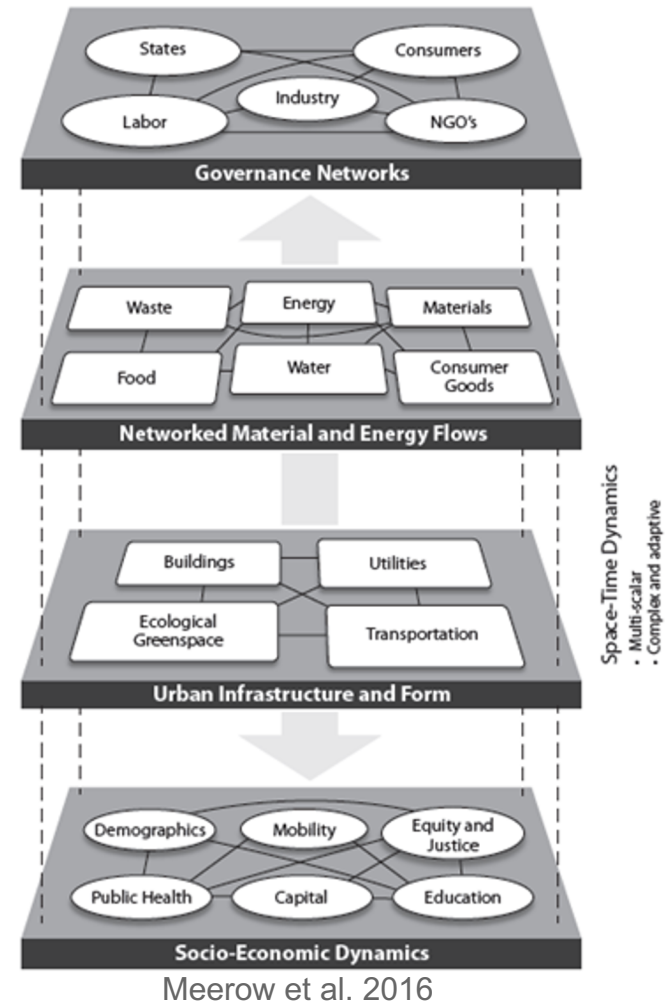 States
Consumers
Industry
Labor
NGO's
Governance Networks
Waste
Energy
Materials
Food
Water
Consumer
Goods
Networked Material and Energy Flows
Buildings
Utilities
Ecological
Greenspace
Transportation
Urban Infrastructure and Form
Space-Time Dynamics
• Multi-scalar
• Complex and adaptive
Demographics
Mobility
Equity and
Justice
Public Health
Capital
Education
Socio-Economic Dynamics
Meerow et al. 2016